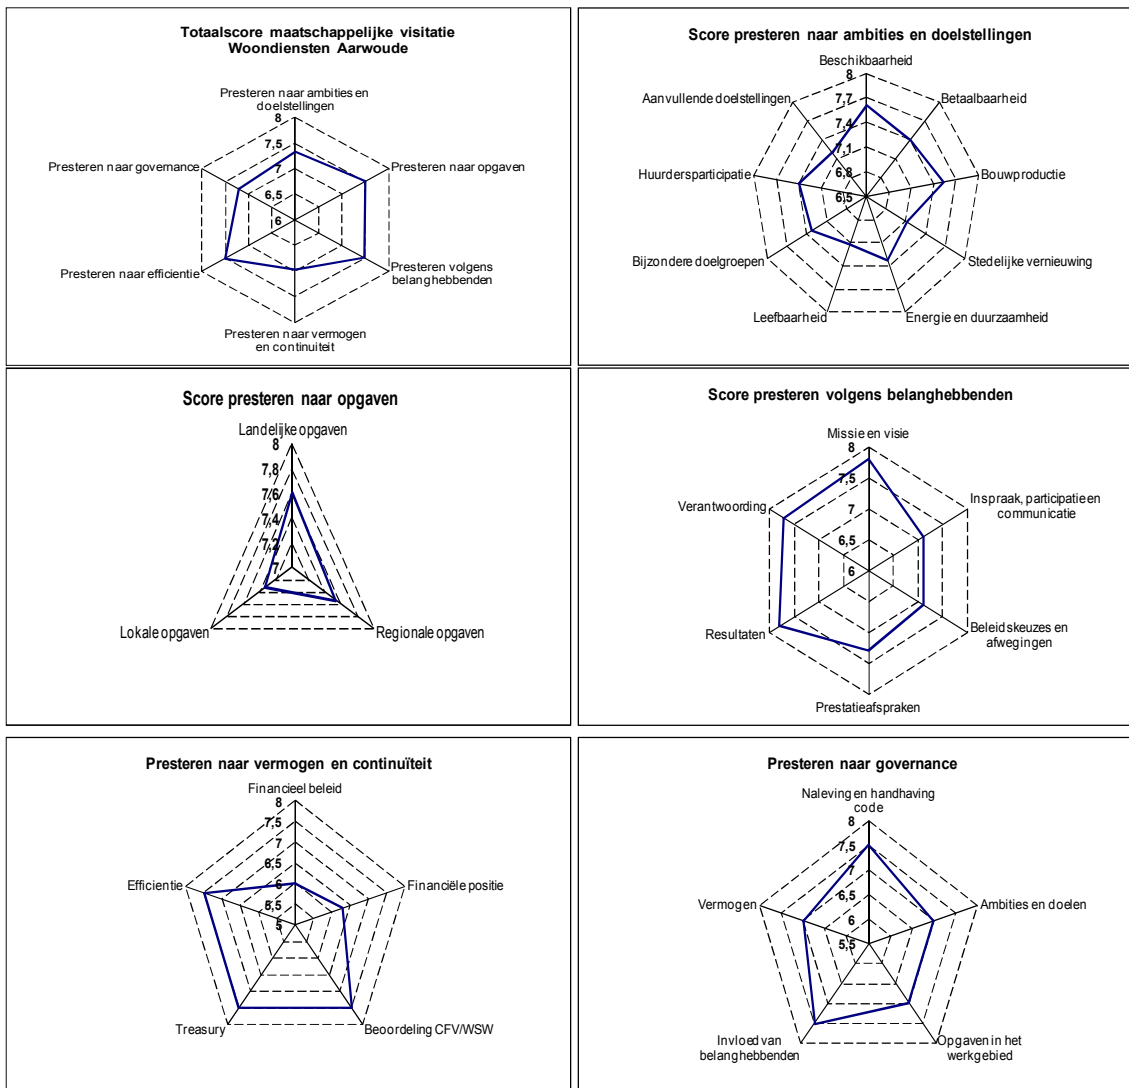 Totaalscore maatschappelijke visitatie
Woondiensten Aarwoude
Presteren naar ambities en
doelstellingen
8
7,5
7
6,5
6
Presteren naar governance
Presteren naar opgaven
Presteren naar efficientie
Presteren volgens
belanghebbenden
Presteren naar vermogen
en continuiteit
Score presteren naar ambities en doelstellingen
Beschikbaarheid
8
7,7
7,4
7,1
6,8
6,5
Aanvullende doelstellingen
Betaalbaarheid
Huurdersparticipatie
Bouwproductie
Bijzondere doelgroepen
Stedelijke vernieuwing
Leefbaarheid
Energie en duurzaamheid
Score presteren naar opgaven
Landelijke opgaven
8
7,8
7,6
7,4
7,2
7
Lokale opgaven
Regionale opgaven
Score presteren volgens belanghebbenden
Missie en visie
8
7,5
7
6,5
6
Verantwoording
Inspraak, participatie en
communicatie
Resultaten
Beleidskeuzes en
afwegingen
Prestatieafspraken
Presteren naar vermogen en continuïteit
Financieel beleid
8
7,5
7
6,5
6
5,5
5
Efficientie
Financiële positie
Treasury
Beoordeling CFV/WSW
Presteren naar governance
Naleving en handhaving
code
8
7,5
7
6,5
6
5,5
Vermogen
Ambities en doelen
Invloed van
belanghebbenden
Opgaven in het
werkgebied